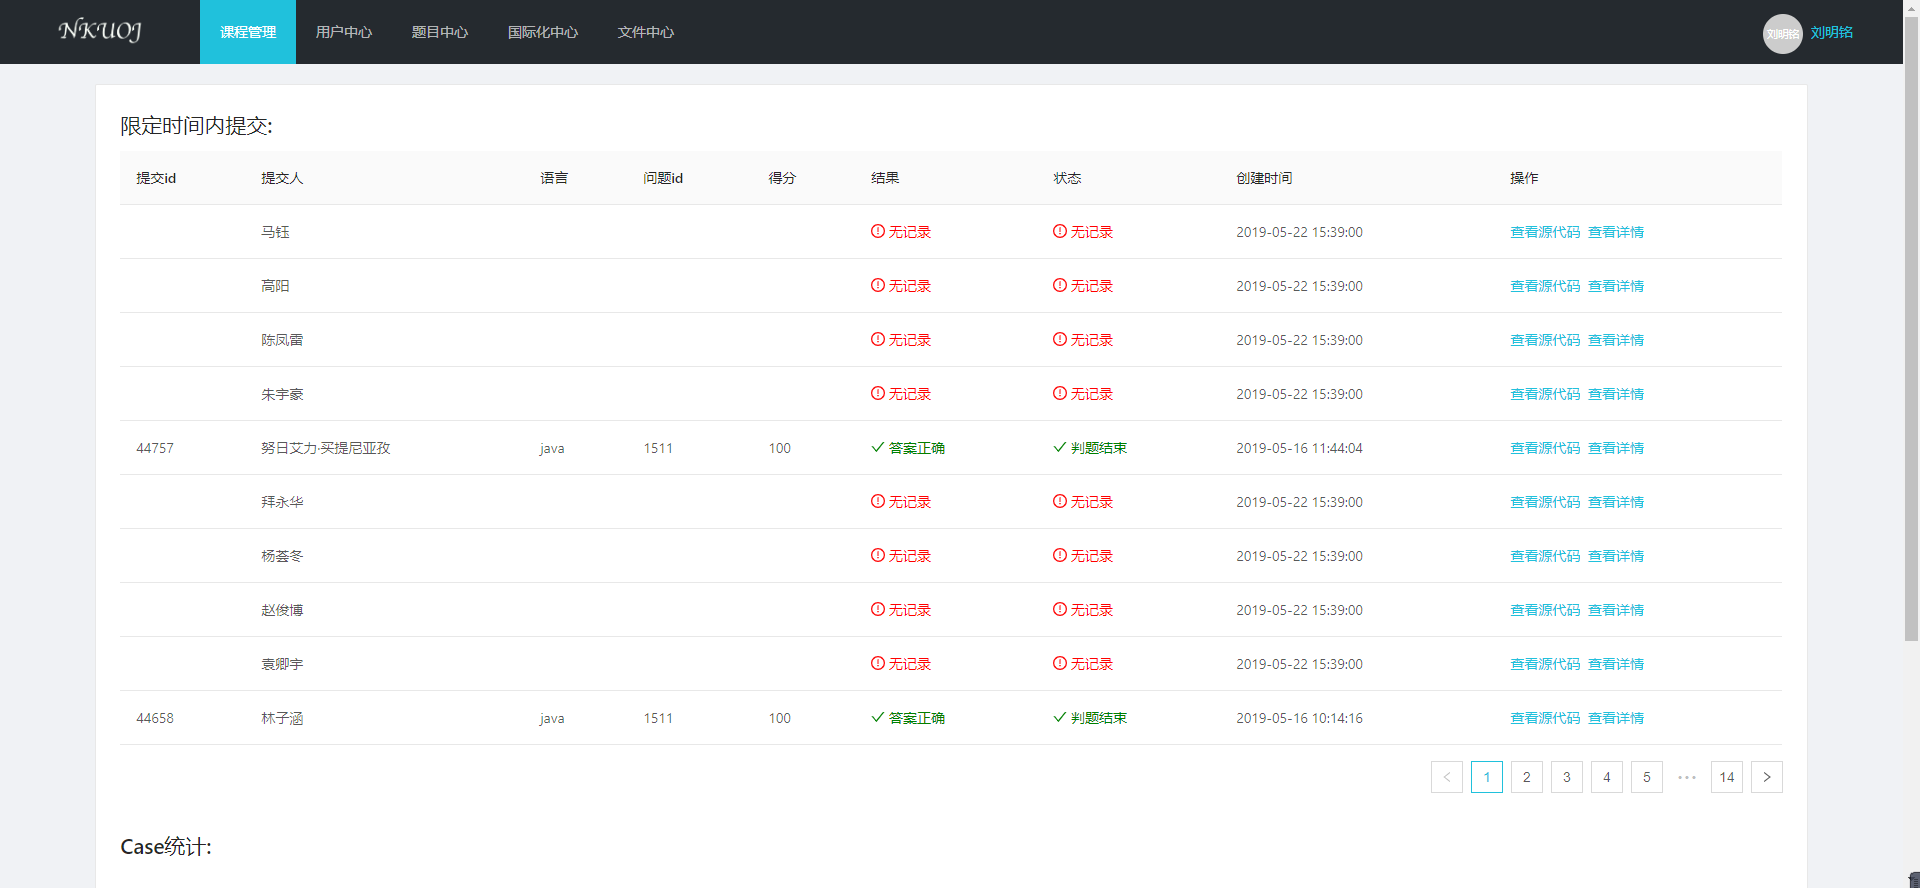 NKUOJ 课程管理 用户中心 题目中心 国际化中心 文件中心 刘明铭 刘明铭
限定时间内提交:
提交id 提交人 语言 问题id 得分 结果 状态 创建时间 操作
马钰 无记录 无记录 2019-05-22 15:39:00 查看源代码 查看详情
高阳 无记录 无记录 2019-05-22 15:39:00 查看源代码 查看详情
陈凤雷 无记录 无记录 2019-05-22 15:39:00 查看源代码 查看详情
朱宇豪 无记录 无记录 2019-05-22 15:39:00 查看源代码 查看详情
44757 努日艾力·买提尼亚孜 java 1511 100 答案正确 判题结束 2019-05-16 11:44:04 查看源代码 查看详情
拜永华 无记录 无记录 2019-05-22 15:39:00 查看源代码 查看详情
杨荟冬 无记录 无记录 2019-05-22 15:39:00 查看源代码 查看详情
赵俊博 无记录 无记录 2019-05-22 15:39:00 查看源代码 查看详情
袁卿宇 无记录 无记录 2019-05-22 15:39:00 查看源代码 查看详情
44658 林子涵 java 1511 100 答案正确 判题结束 2019-05-16 10:14:16 查看源代码 查看详情
< 1 2 3 4 5 ••• 14 >
Case统计: